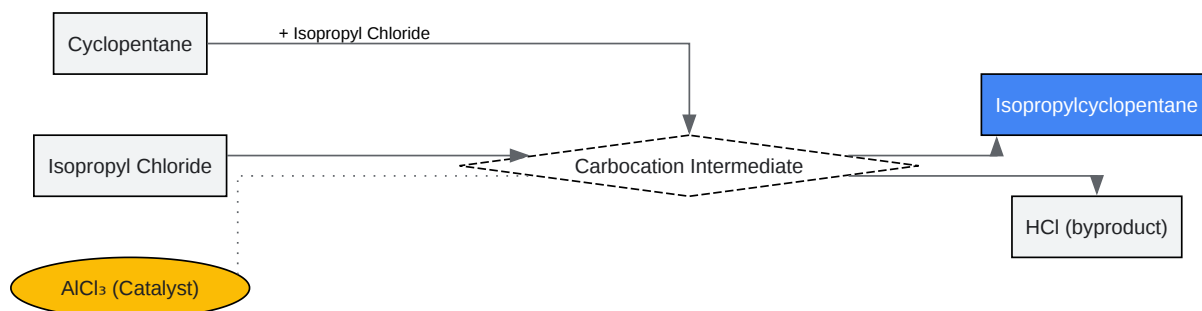 Cyclopentane
+ Isopropyl Chloride
Isopropylcyclopentane
Isopropyl Chloride
Carbocation Intermediate
HCl (byproduct)
AlCl₃ (Catalyst)